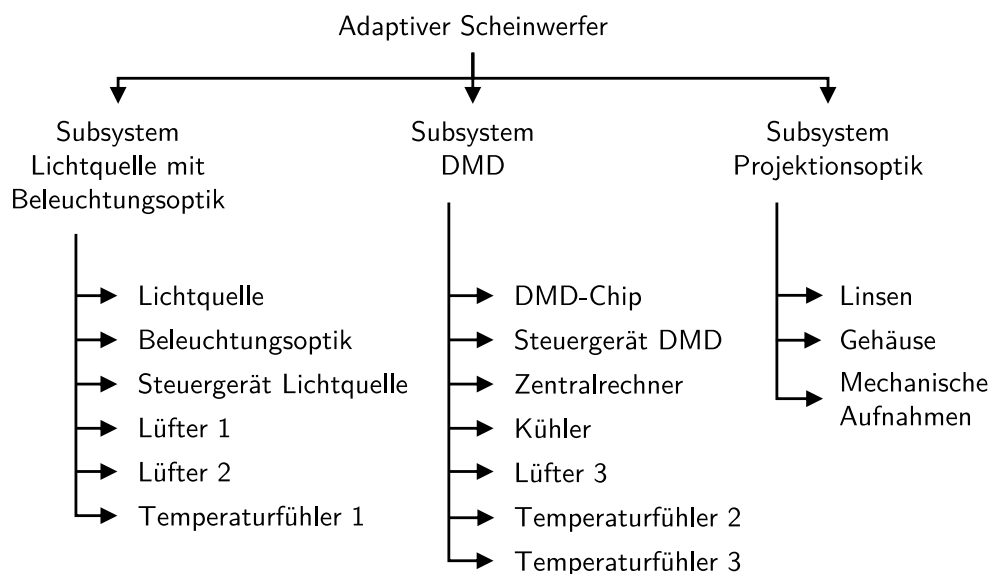 Adaptiver Scheinwerfer
Subsystem
Lichtquelle mit
Beleuchtungsoptik
Lichtquelle
Beleuchtungsoptik
Steuergerät Lichtquelle
Lüfter 1
Lüfter 2
Temperaturfühler 1
Subsystem
DMD
DMD-Chip
Steuergerät DMD
Zentralrechner
Kühler
Lüfter 3
Temperaturfühler 2
Temperaturfühler 3
Subsystem
Projektionsoptik
Linsen
Gehäuse
Mechanische
Aufnahmen